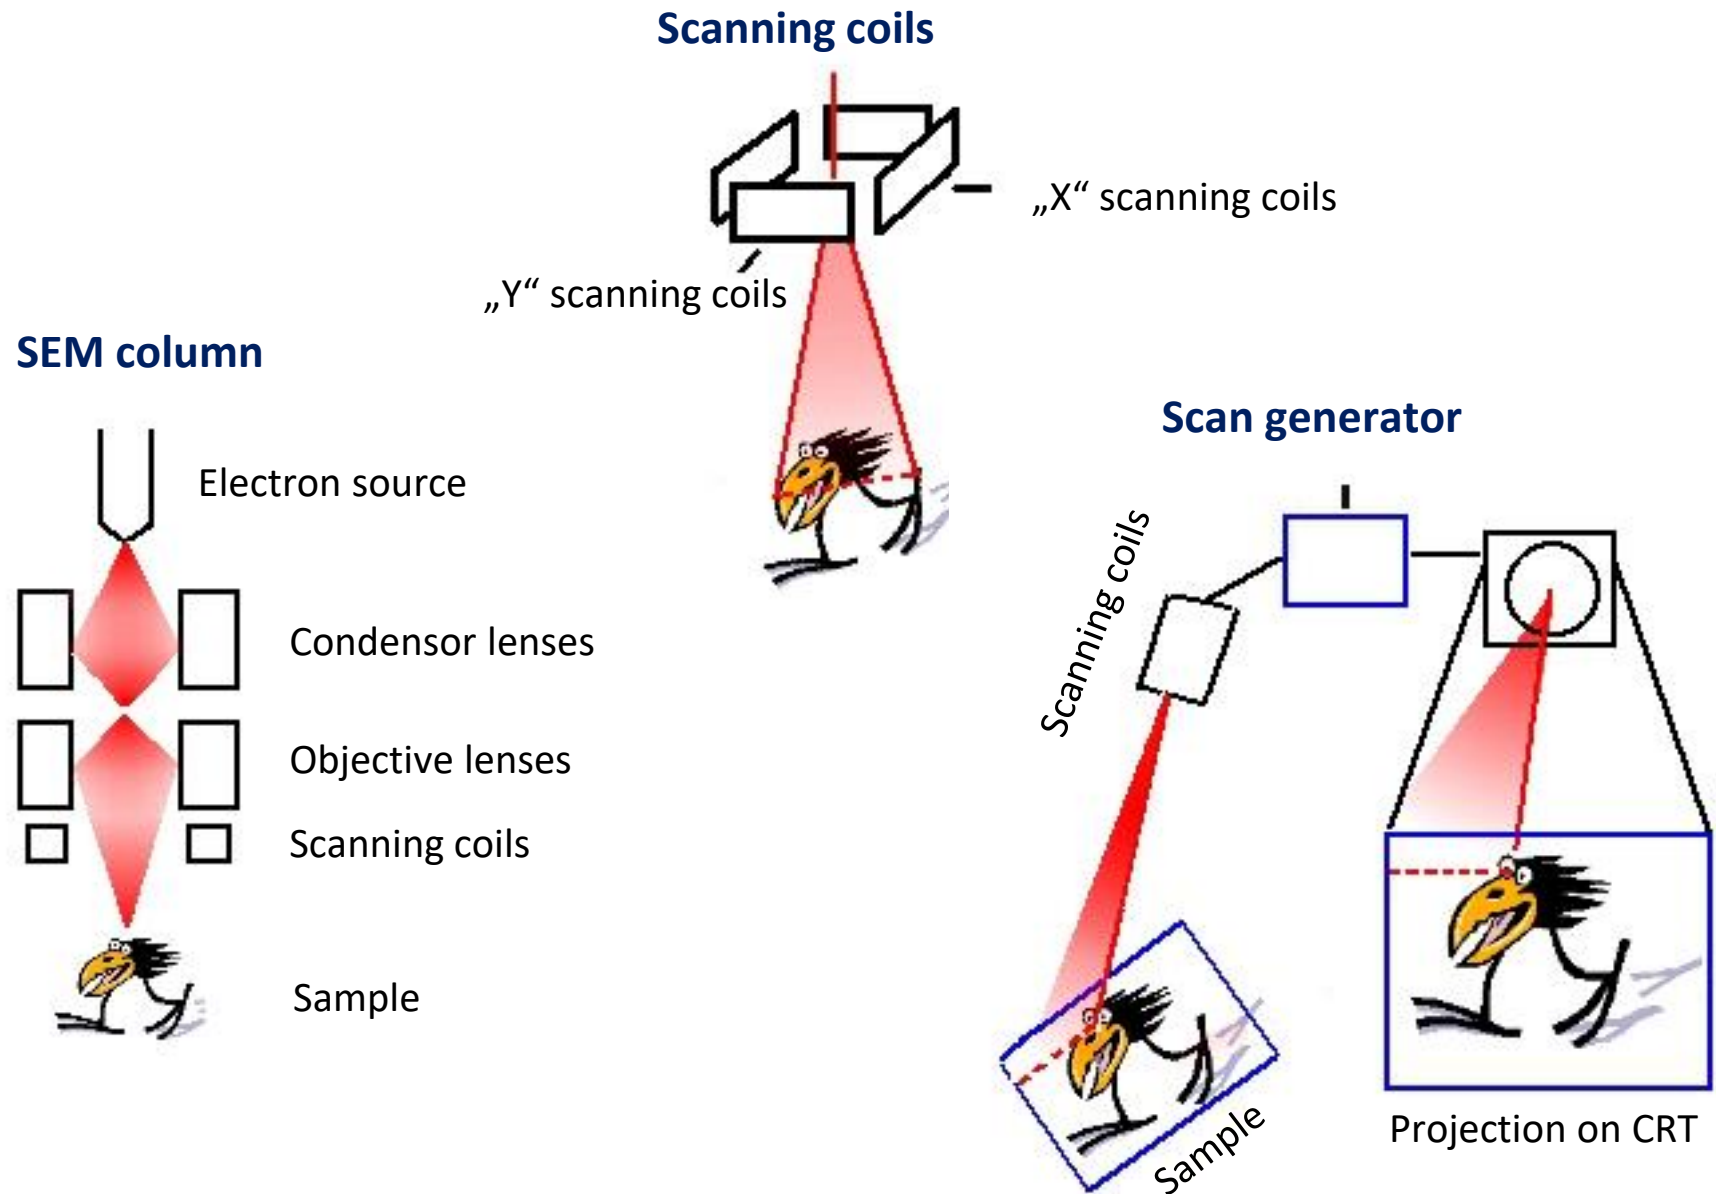 Scanning coils
„X“ scanning coils
„Y“ scanning coils
SEM column
Electron source
Condensor lenses
Objective lenses
Scanning coils
Sample
Scan generator
Scanning coils
Sample
Projection on CRT